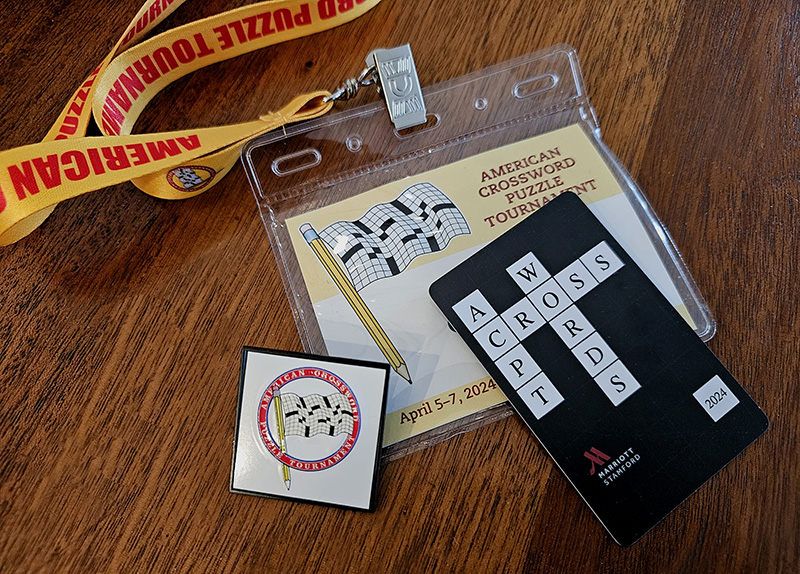 ORD PUZZLE TOURNAM
AMERICAN
AMERICAN
CROSSWORD
PUZZLE
TOURNAMENT
April 5-7, 2024
AMERICAN CROSSWORD
PUZZLE TOURNAMENT
ACPT
CROSS
WORDS
2024
MARRIOTT
STAMFORD